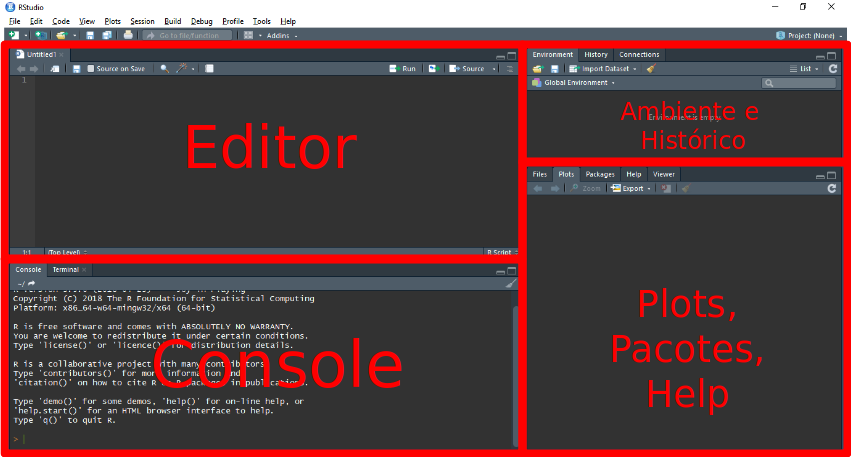 RStudio
File Edit Code View Plots Session Build Debug Profile Tools Help
Go to file/function Addins Project: (None)
Untitled1
Source on Save Run Source
1
Editor
1:1 (Top Level) R Script
Environment History Connections
Import Dataset List
Global Environment
Environment is empty
Ambiente e
Histórico
Files Plots Packages Help Viewer
Zoom Export
Plots,
Pacotes,
Help
Console Terminal
~/
Copyright (C) 2018 The R Foundation for Statistical Computing
Platform: x86_64-w64-mingw32/x64 (64-bit)
R is free software and comes with ABSOLUTELY NO WARRANTY.
You are welcome to redistribute it under certain conditions.
Type 'license()' or 'licence()' for distribution details.
R is a collaborative project with many contributors.
Type 'contributors()' for more information and
'citation()' on how to cite R or R packages in publications.
Type 'demo()' for some demos, 'help()' for on-line help, or
'help.start()' for an HTML browser interface to help.
Type 'q()' to quit R.
>
Console